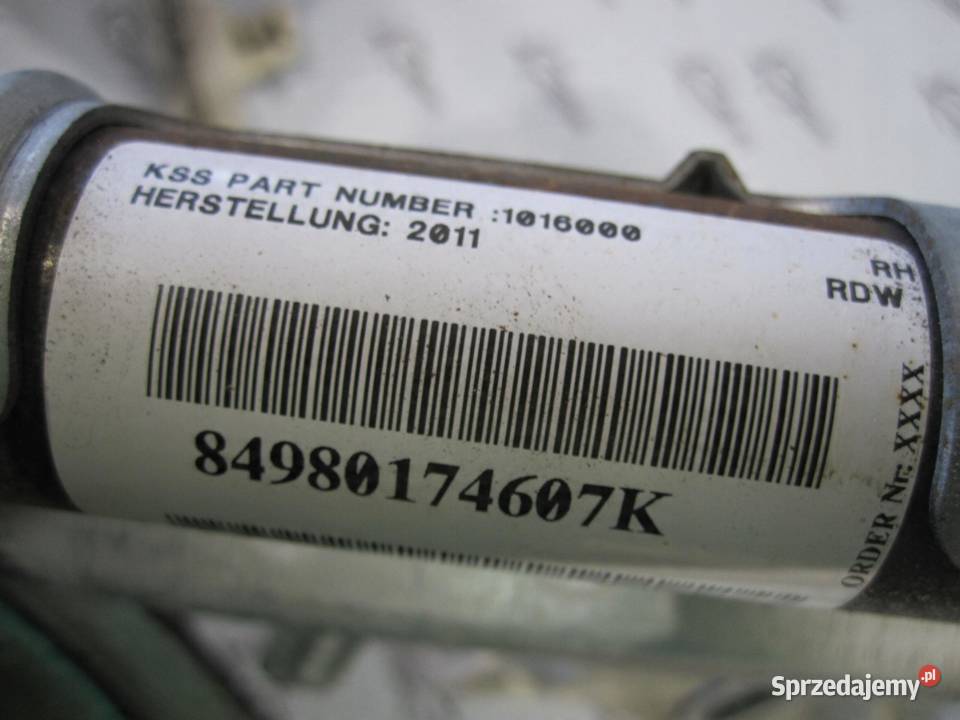 KSS PART NUMBER :1016000
HERSTELLUNG: 2011
RH
RDW
84980174607K
ORDER Nr: XXXX
Sprzedajemy.pl